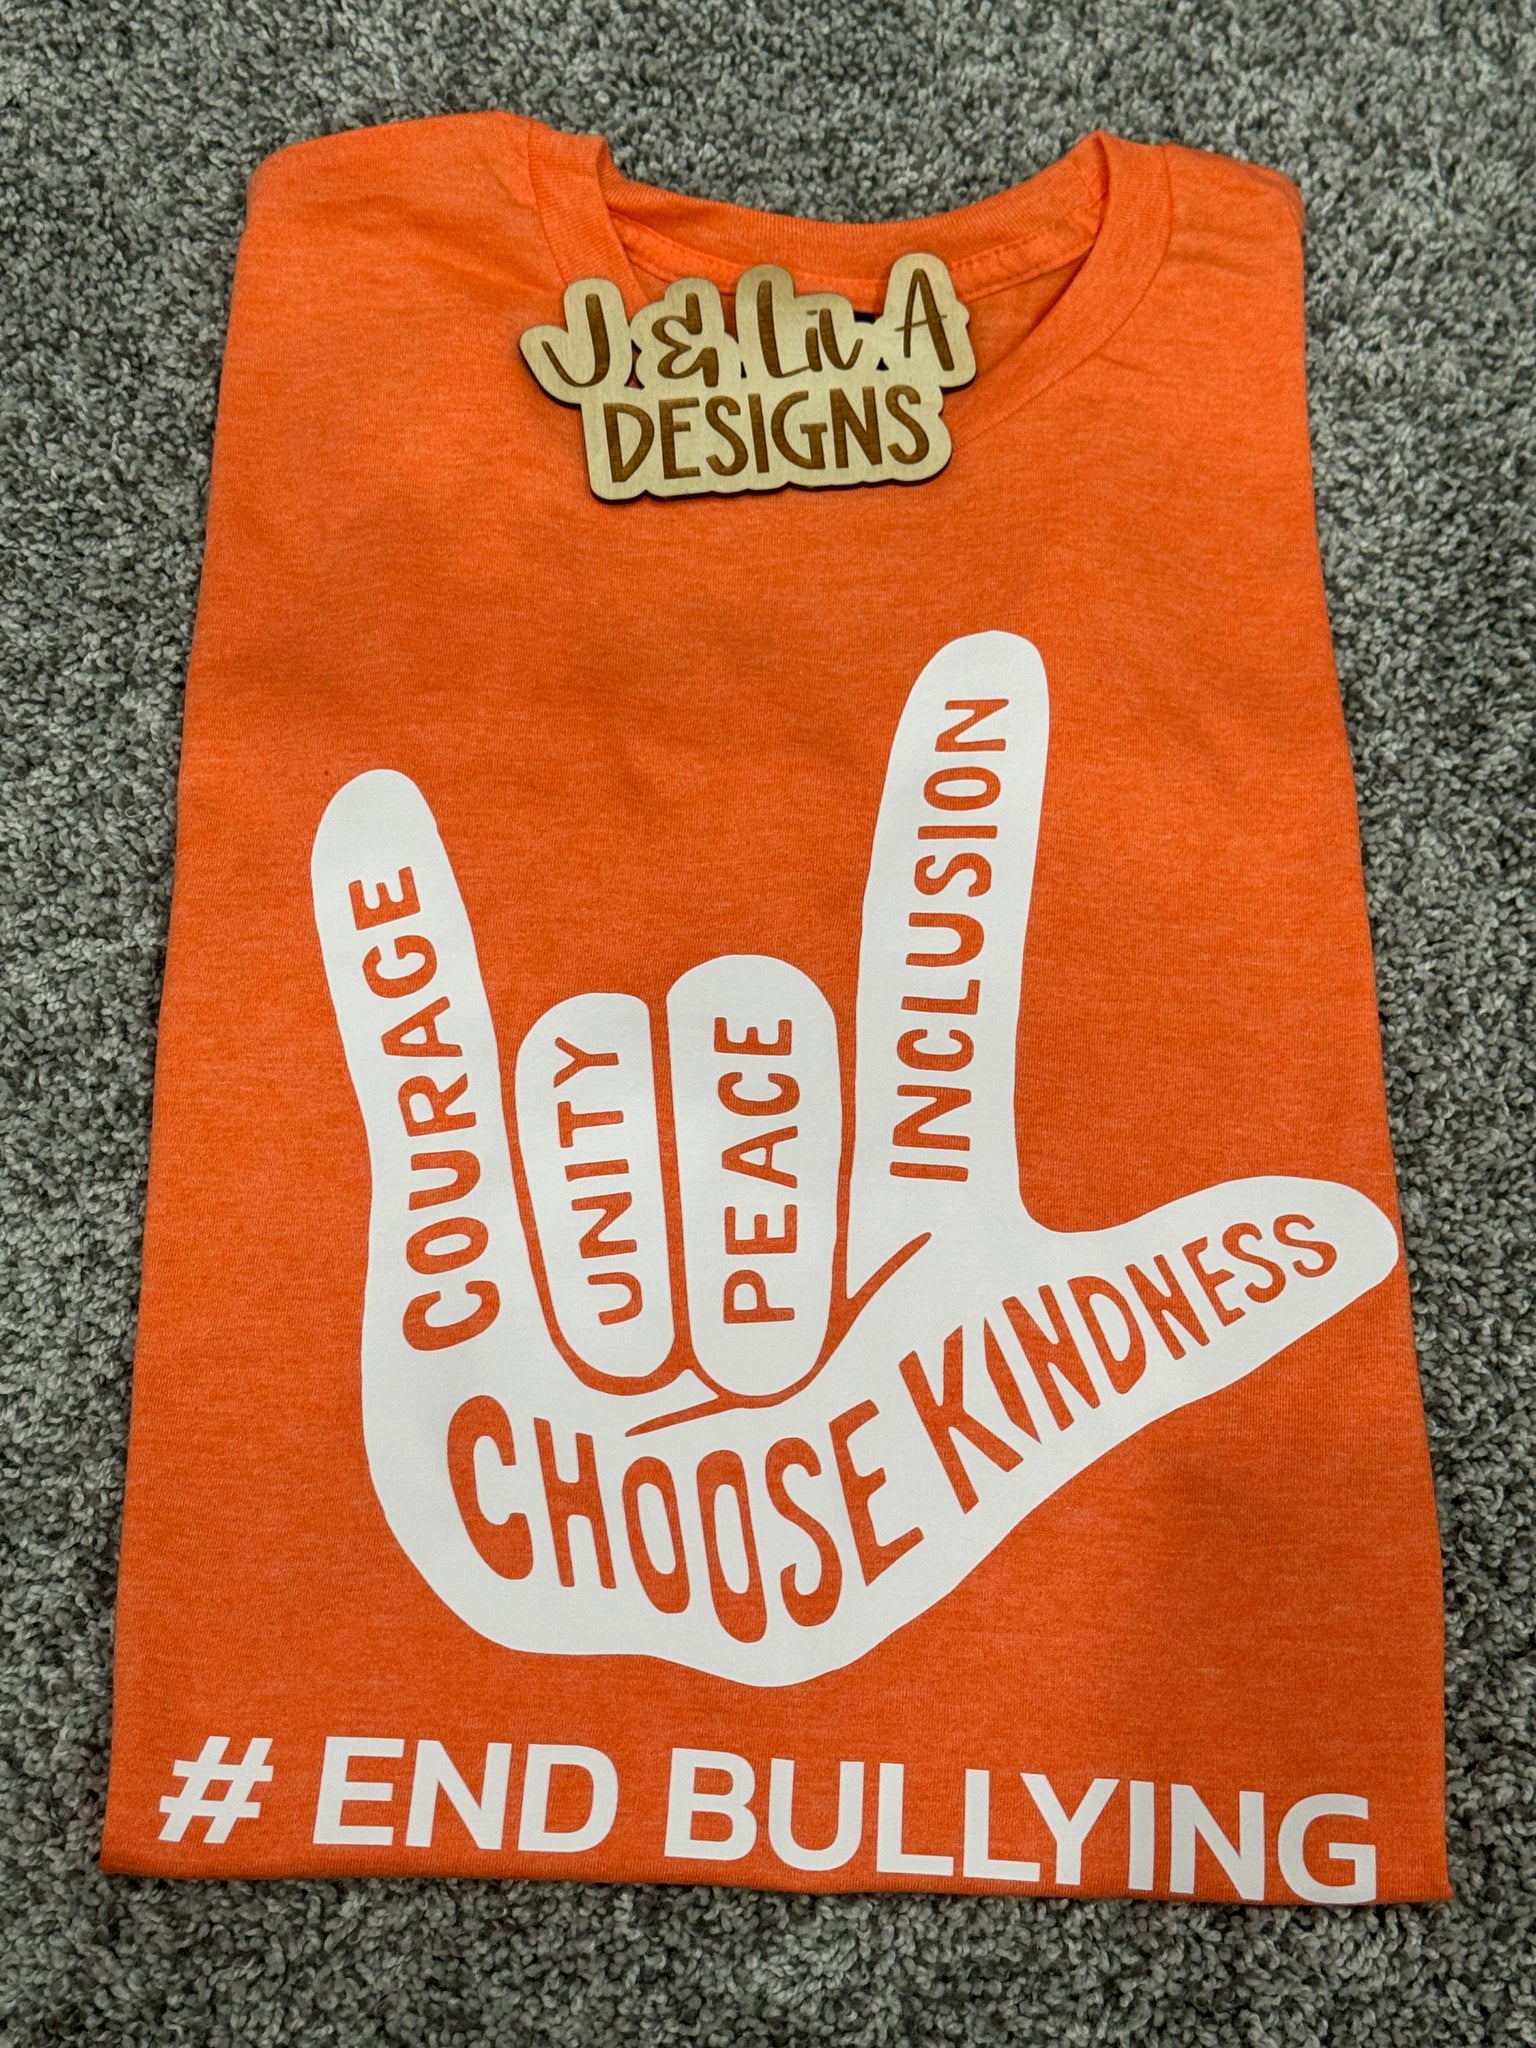 J & Lil A
DESIGNS
COURAGE
UNITY
PEACE
INCLUSION
CHOOSE KINDNESS
# END BULLYING